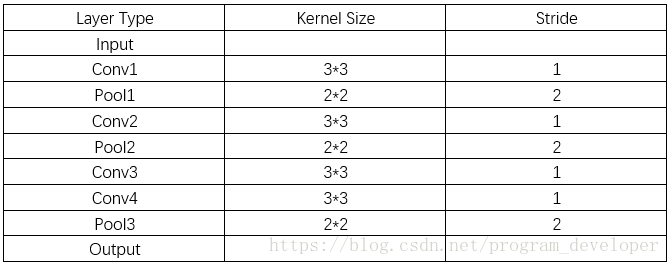 Layer Type Kernel Size Stride
Input
Conv1 3*3 1
Pool1 2*2 2
Conv2 3*3 1
Pool2 2*2 2
Conv3 3*3 1
Conv4 3*3 1
Pool3 2*2 2
Output
https://blog.csdn.net/program_developer